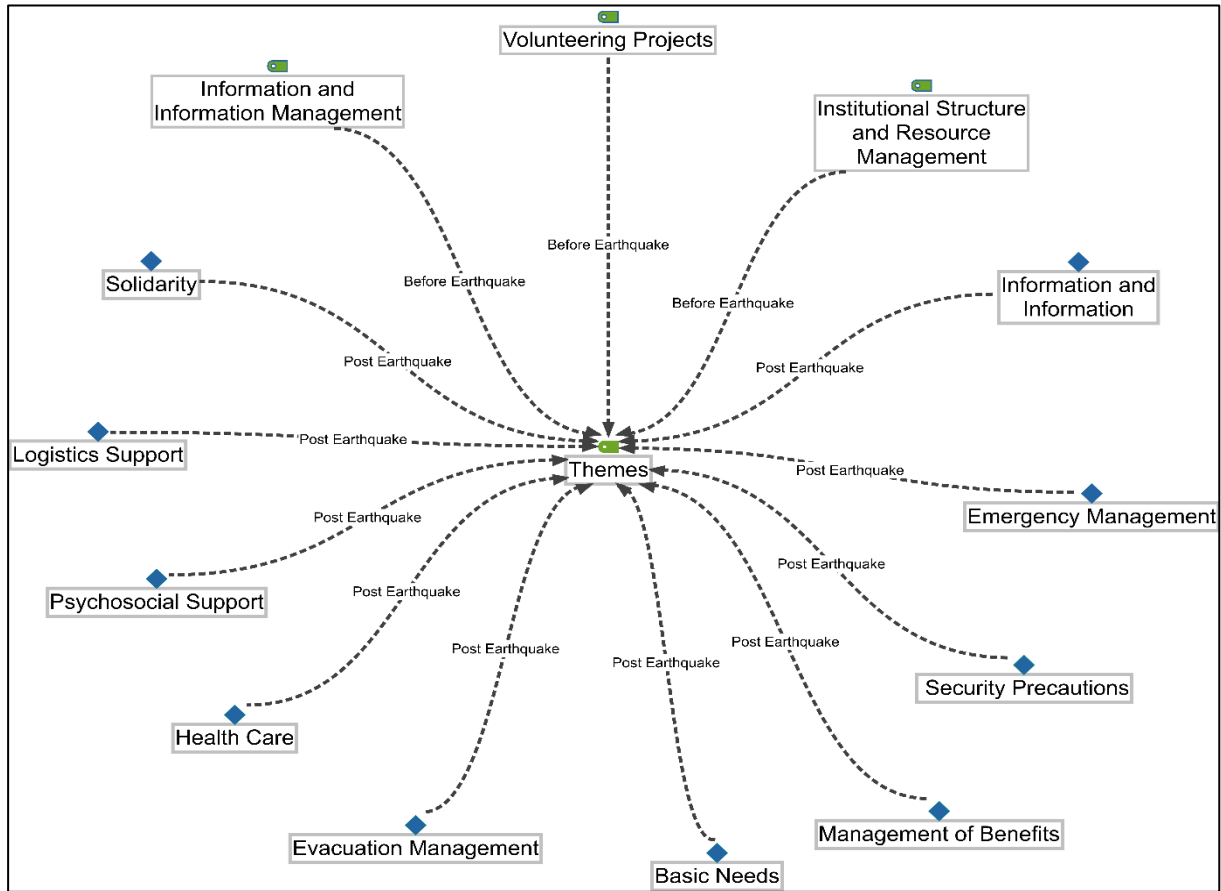 Volunteering Projects
Information and
Information Management
Institutional Structure
and Resource
Management
Before Earthquake
Before Earthquake
Before Earthquake
Solidarity
Information and
Information
Post Earthquake
Post Earthquake
Logistics Support
Post Earthquake
Themes
Post Earthquake
Emergency Management
Post Earthquake
Psychosocial Support
Post Earthquake
Post Earthquake
Health Care
Post Earthquake
Post Earthquake
Post Earthquake
Security Precautions
Evacuation Management
Basic Needs
Management of Benefits
Post Earthquake